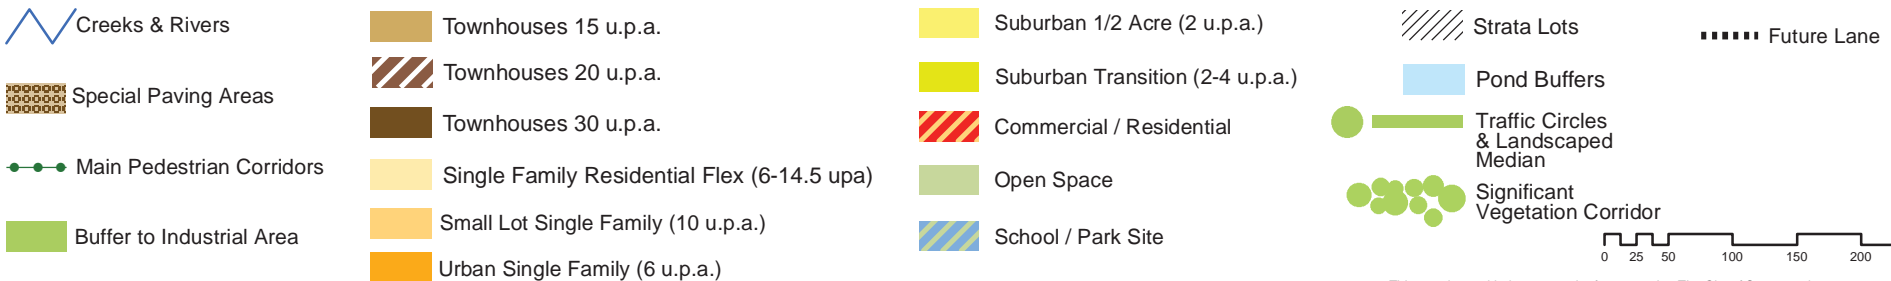 Creeks & Rivers
Special Paving Areas
Main Pedestrian Corridors
Buffer to Industrial Area
Townhouses 15 u.p.a.
Townhouses 20 u.p.a.
Townhouses 30 u.p.a.
Single Family Residential Flex (6-14.5 upa)
Small Lot Single Family (10 u.p.a.)
Urban Single Family (6 u.p.a.)
Suburban 1/2 Acre (2 u.p.a.)
Suburban Transition (2-4 u.p.a.)
Commercial / Residential
Open Space
School / Park Site
Strata Lots
Pond Buffers
Traffic Circles
& Landscaped
Median
Significant
Vegetation Corridor
Future Lane
0 25 50 100 150 200